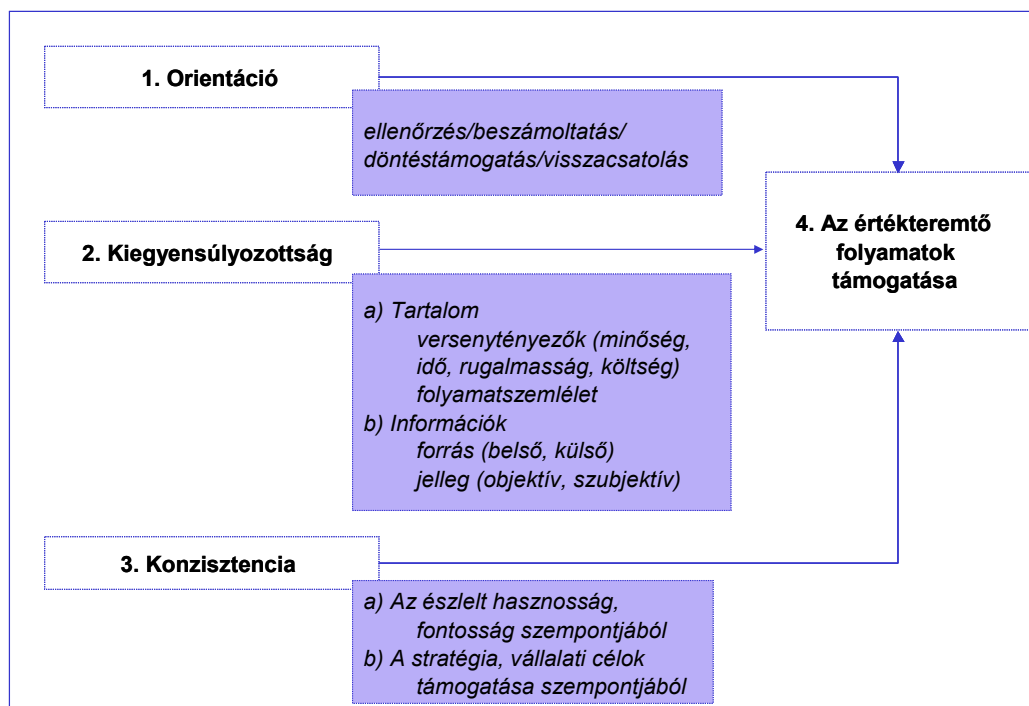 1. Orientáció
ellenőrzés/beszámoltatás/
döntéstámogatás/visszacsatolás
2. Kiegyensúlyozottság
a) Tartalom
versenytényezők (minőség,
idő, rugalmasság, költség)
folyamatszemlélet
b) Információk
forrás (belső, külső)
jelleg (objektív, szubjektív)
3. Konzisztencia
a) Az észlelt hasznosság,
fontosság szempontjából
b) A stratégia, vállalati célok
támogatása szempontjából
4. Az értékteremtő
folyamatok
támogatása